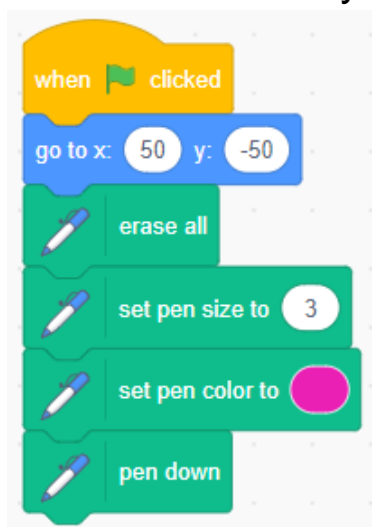 when clicked
go to x: 50 y: -50
erase all
set pen size to 3
set pen color to
pen down